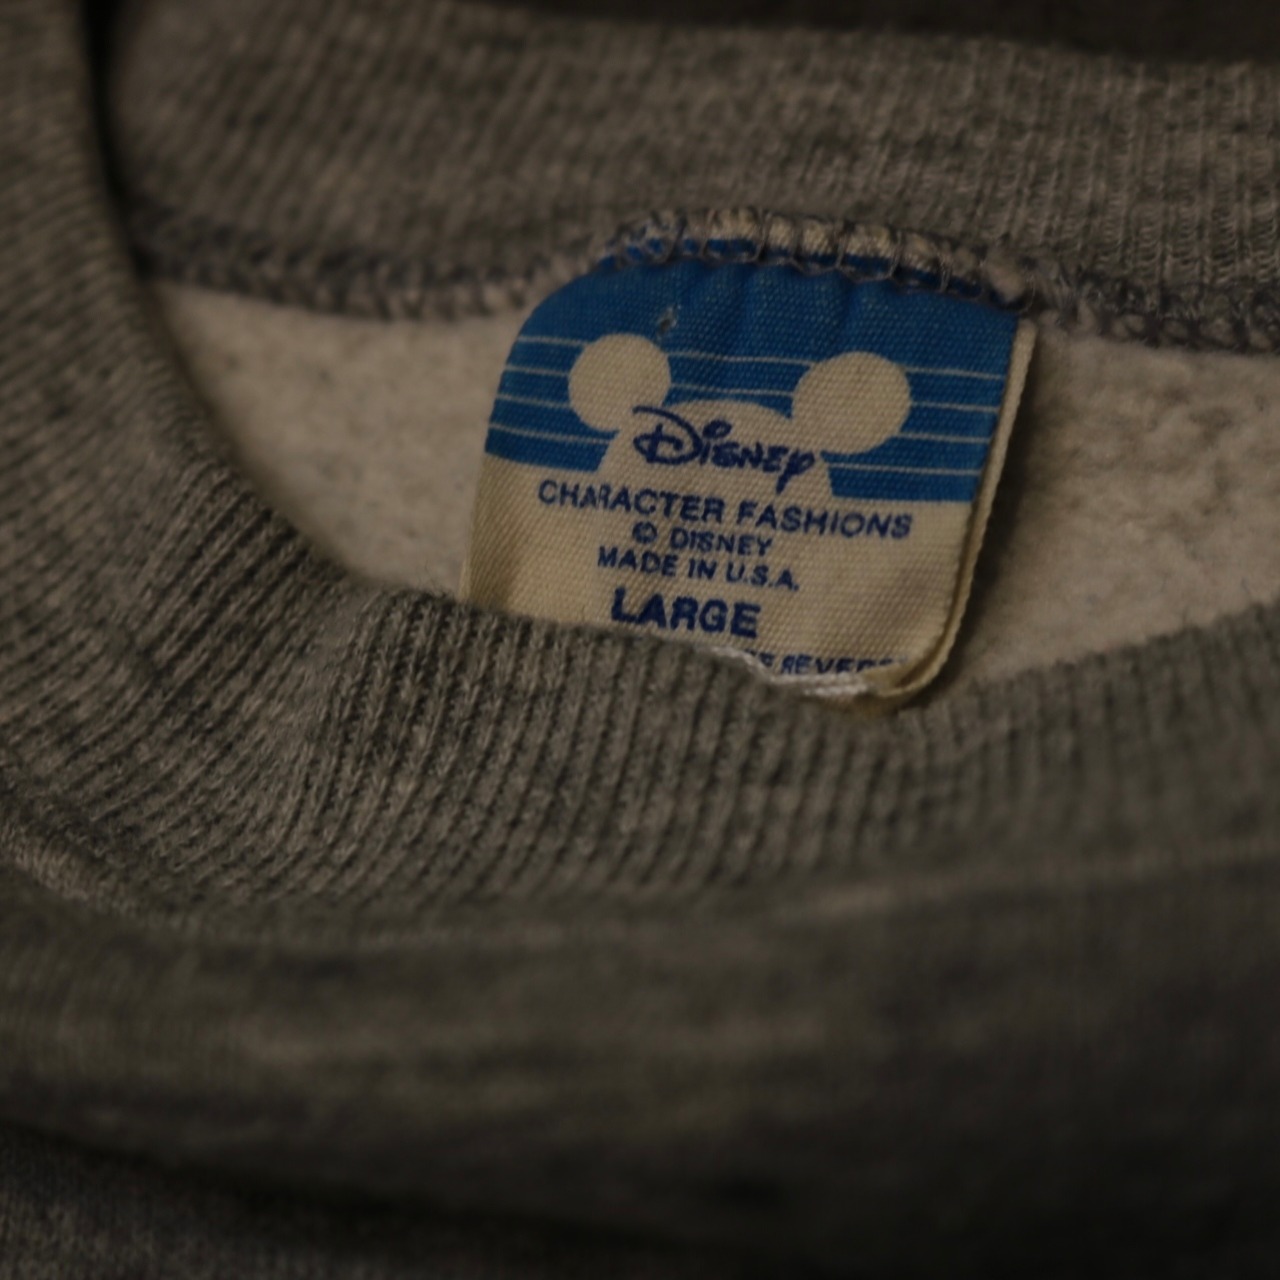 Disney
CHARACTER FASHIONS
© DISNEY
MADE IN U.S.A.
LARGE